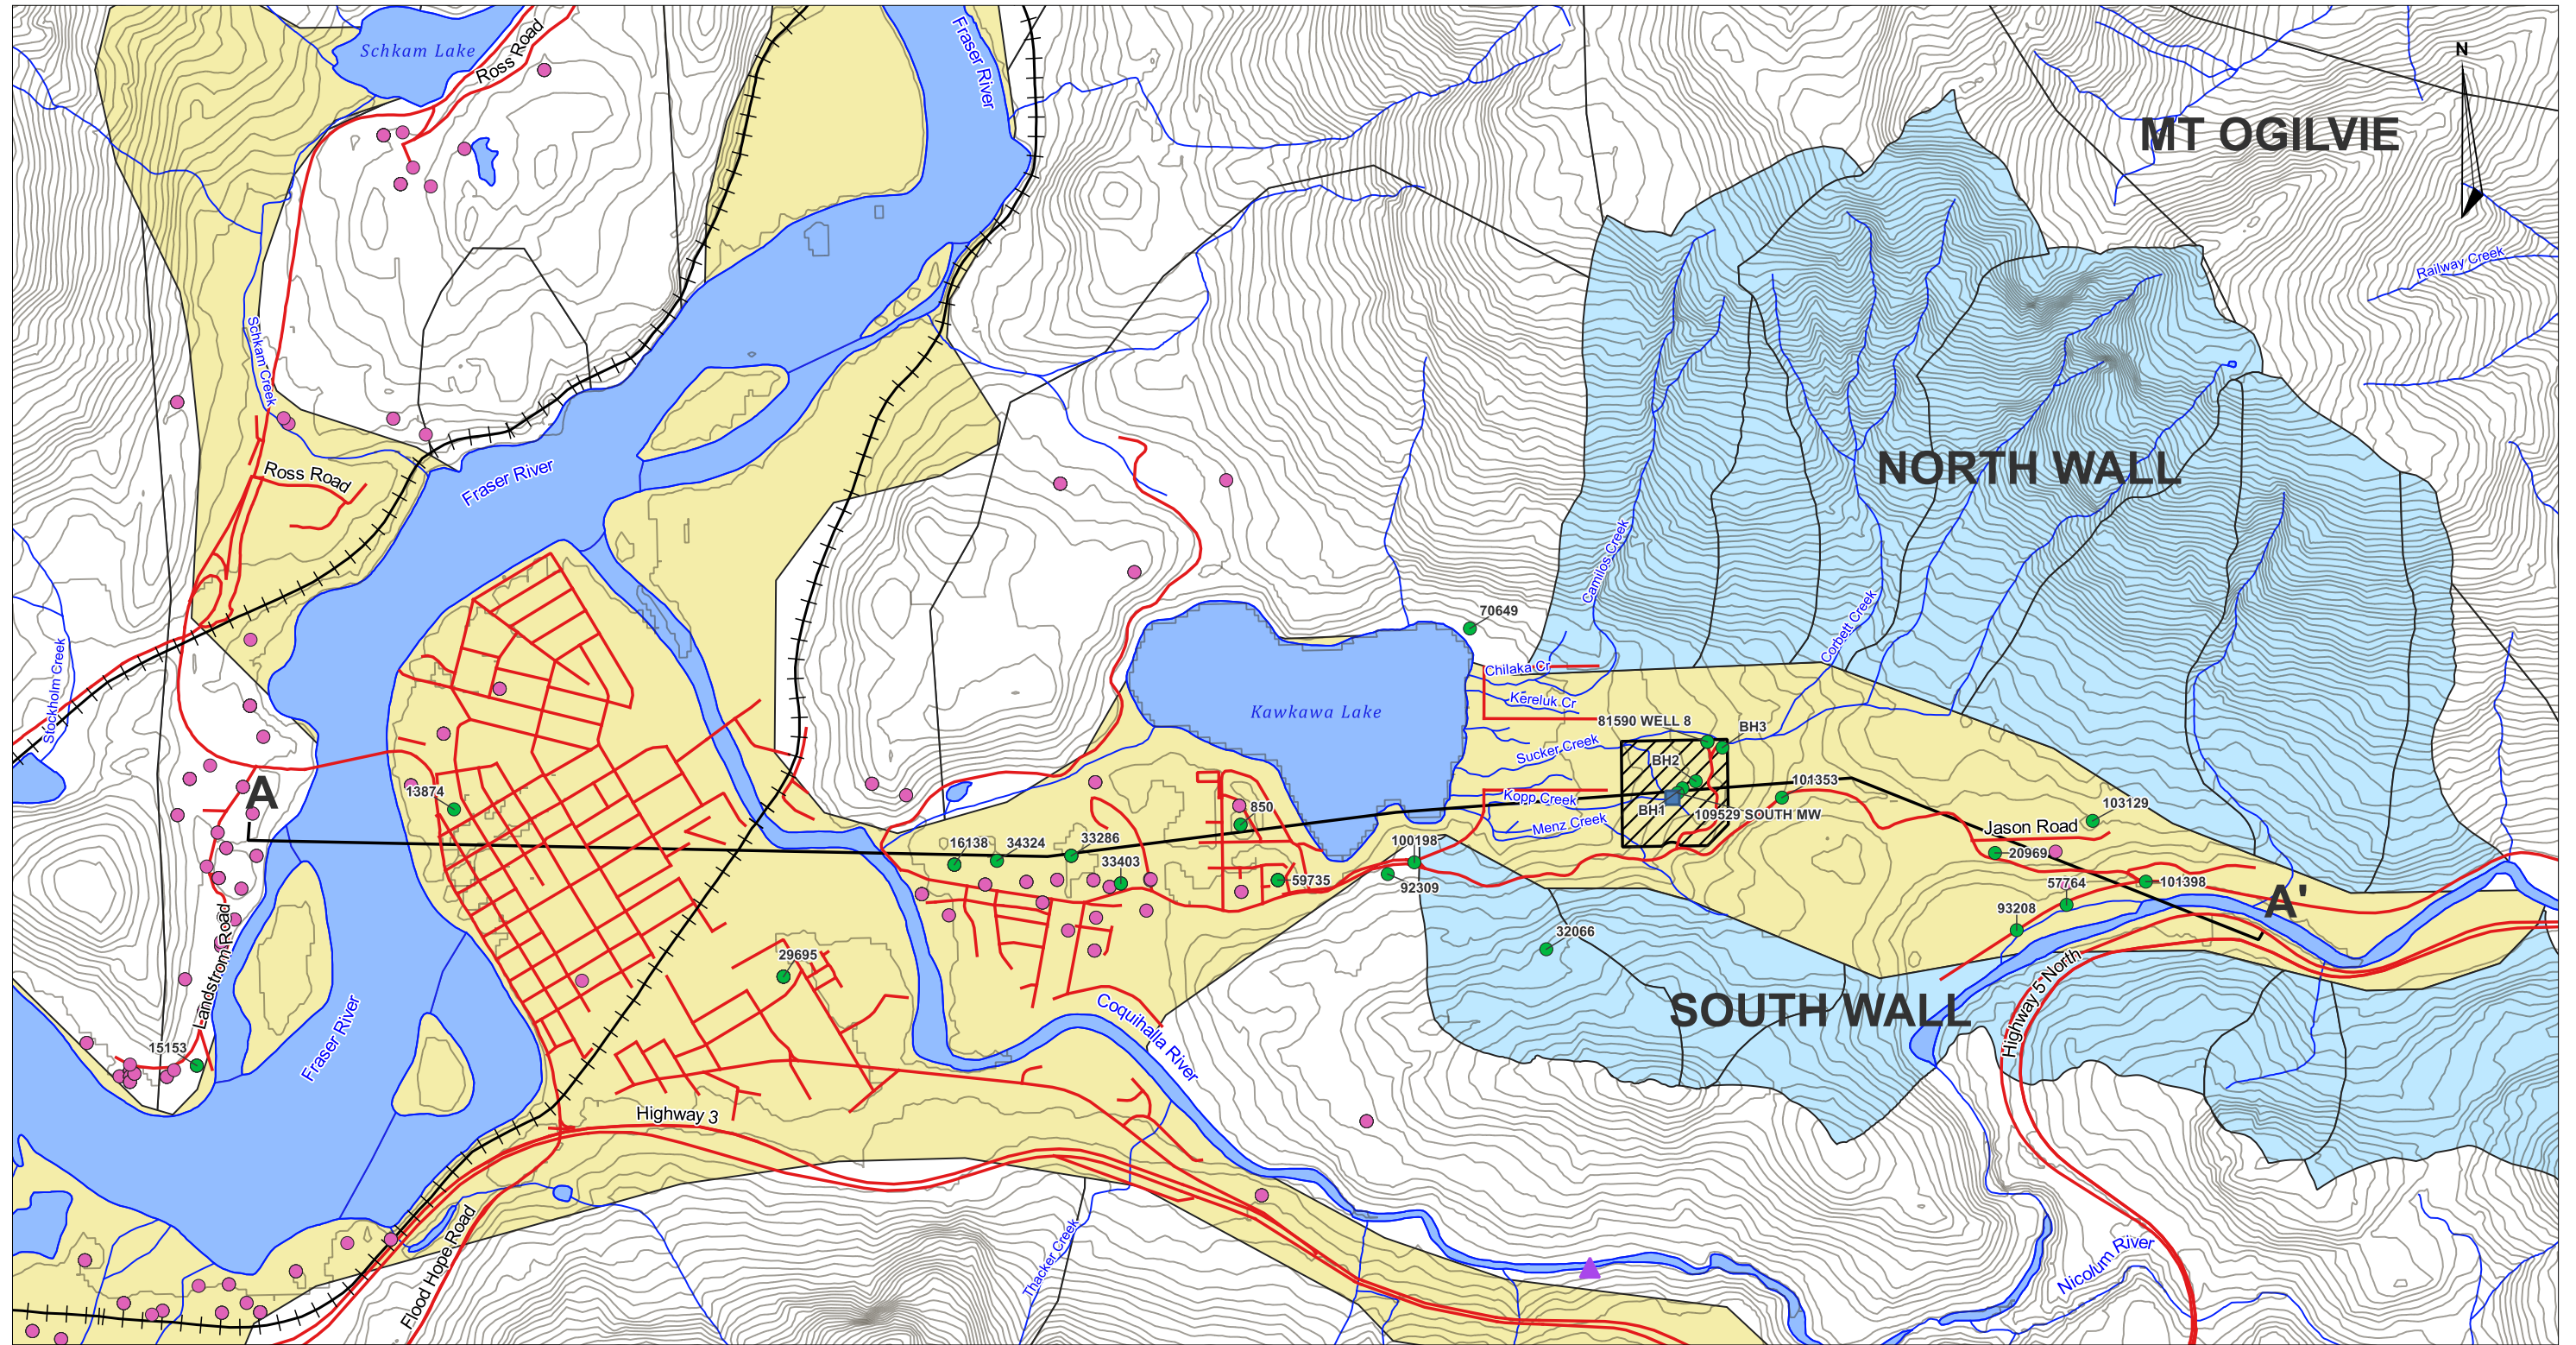 Schkam Lake
Ross Road
Fraser River
N
MT OGILVIE
Railway Creek
Schkam Creek
Ross Road
Fraser River
NORTH WALL
Camilos Creek
Corbett Creek
70649
Stockholm Creek
Chilaka Cr
Kereluk Cr
Kawkawa Lake
81590 WELL 8
BH3
Sucker Creek
BH2
101353
A
13874
Kopp Creek
BH1
109529 SOUTH MW
Menz Creek
850
103129
Jason Road
16138
34324
33286
33403
100198
20969
59735
92309
57764
101398
A'
93208
32066
29695
Landstrom Road
SOUTH WALL
Highway 5 North
15153
Fraser River
Coquihalla River
Highway 3
Thacker Creek
Nicolum River
Flood Hope Road